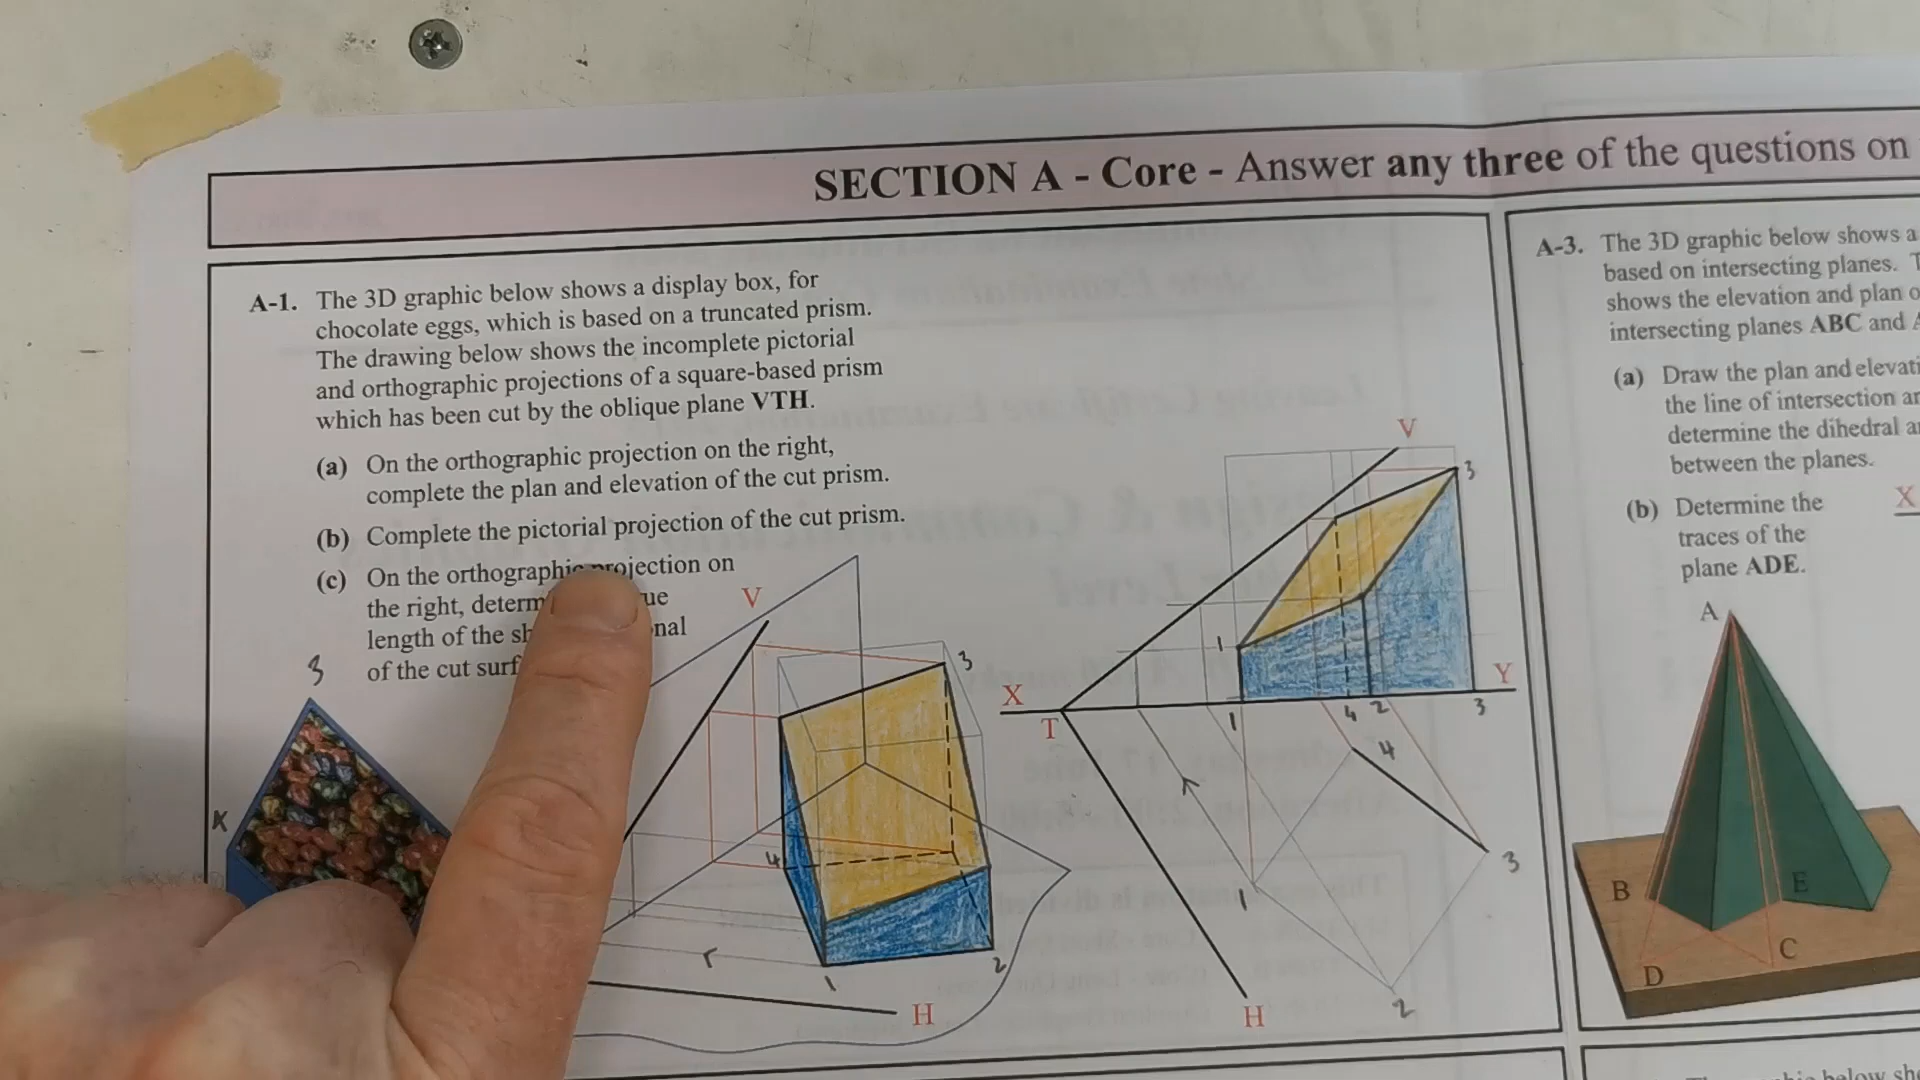 SECTION A - Core - Answer any three of the questions on
A-1. The 3D graphic below shows a display box, for
chocolate eggs, which is based on a truncated prism.
The drawing below shows the incomplete pictorial
and orthographic projections of a square-based prism
which has been cut by the oblique plane VTH.
(a) On the orthographic projection on the right,
complete the plan and elevation of the cut prism.
(b) Complete the pictorial projection of the cut prism.
(c) On the orthographic projection on
the right,
length of the
of the cut
3
V
3
4
1
2
H
V
3
1
X
Y
T
1
4
2
3
4
1
3
2
H
A-3. The 3D graphic below shows a
based on intersecting planes.
shows the elevation and plan
intersecting planes ABC and
(a) Draw the plan and
the line of intersection
determine the dihedral
between the planes.
(b) Determine the
traces of the
plane ADE.
X
A
B
E
C
D